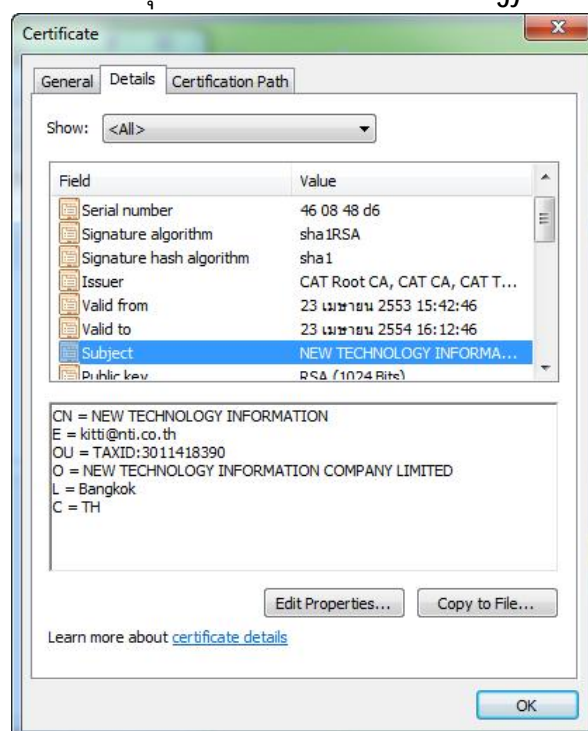 Certificate
General Details Certification Path
Show: <All>
Field Value
Serial number 46 08 48 d6
Signature algorithm sha1RSA
Signature hash algorithm sha1
Issuer CAT Root CA, CAT CA, CAT T...
Valid from 23 เมษายน 2553 15:42:46
Valid to 23 เมษายน 2554 16:12:46
Subject NEW TECHNOLOGY INFORMA...
Public key RSA (1024 Bits)
CN = NEW TECHNOLOGY INFORMATION
E = kitti@nti.co.th
OU = TAXID:3011418390
O = NEW TECHNOLOGY INFORMATION COMPANY LIMITED
L = Bangkok
C = TH
Edit Properties... Copy to File...
Learn more about certificate details
OK